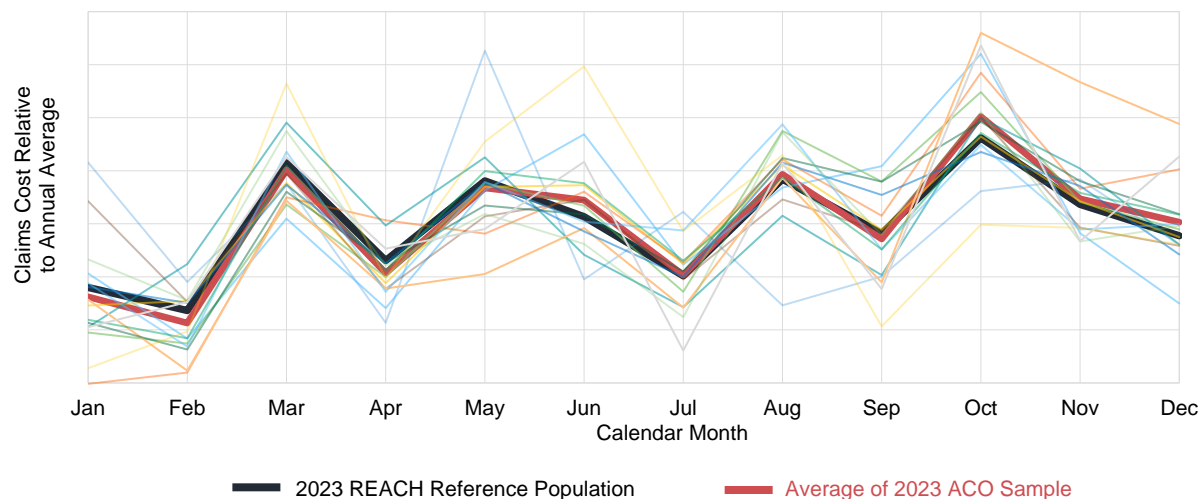 Claims Cost Relative
to Annual Average
Jan Feb Mar Apr May Jun Jul Aug Sep Oct Nov Dec
Calendar Month
2023 REACH Reference Population Average of 2023 ACO Sample